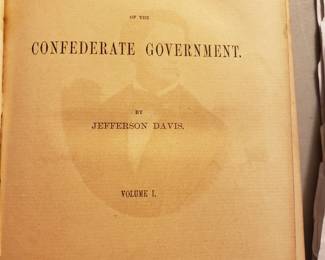 OF THE
CONFEDERATE GOVERNMENT.
BY
JEFFERSON DAVIS.
VOLUME I.